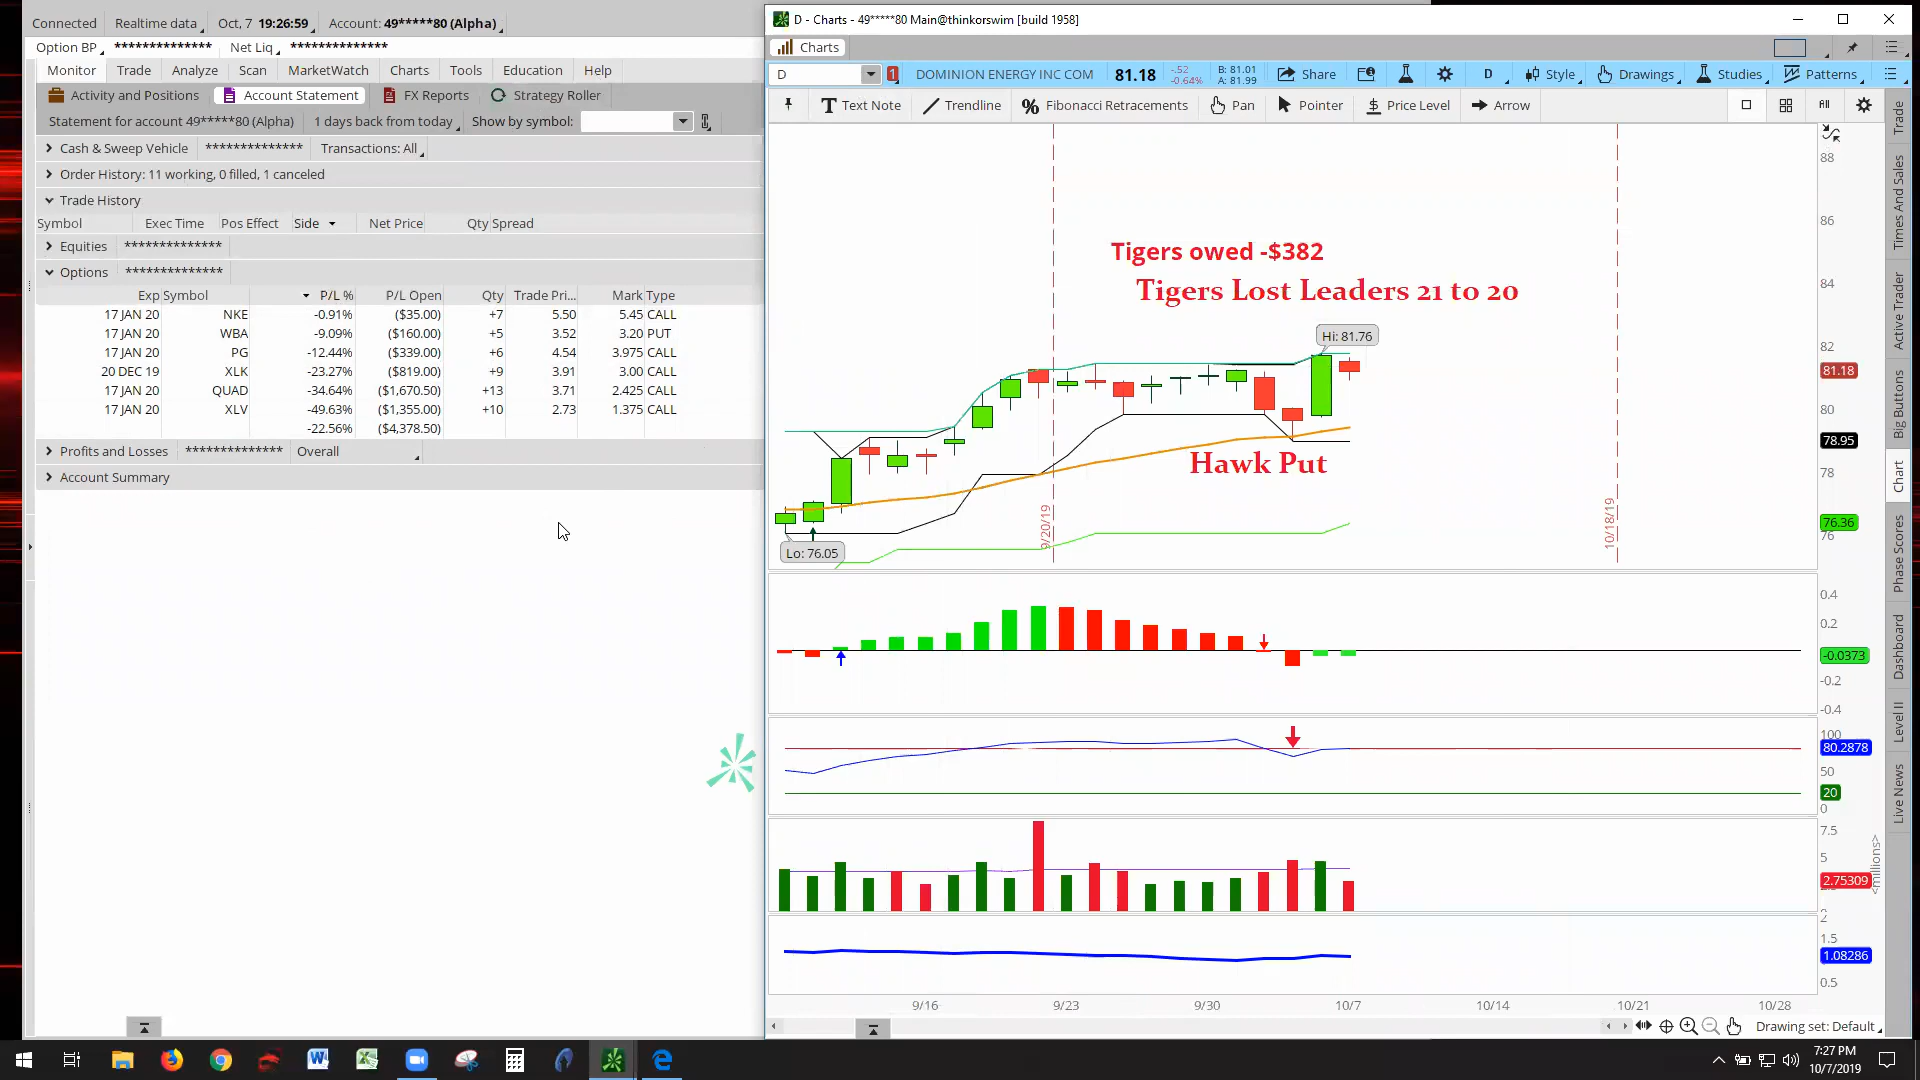 Connected Realtime data Oct, 7 19:26:59 Account: 49*****80 (Alpha)
Option BP ************** Net Liq **************
Monitor Trade Analyze Scan MarketWatch Charts Tools Education Help
Activity and Positions Account Statement FX Reports Strategy Roller
Statement for account 49*****80 (Alpha) 1 days back from today Show by symbol:
Cash & Sweep Vehicle ************** Transactions: All
Order History: 11 working, 0 filled, 1 canceled
Trade History
Symbol Exec Time Pos Effect Side Net Price Qty Spread
Equities **************
Options **************
Exp Symbol P/L % P/L Open Qty Trade Pri... Mark Type
17 JAN 20 NKE -0.91% ($35.00) +7 5.50 5.45 CALL
17 JAN 20 WBA -9.09% ($160.00) +5 3.52 3.20 PUT
17 JAN 20 PG -12.44% ($339.00) +6 4.54 3.975 CALL
20 DEC 19 XLK -23.27% ($819.00) +9 3.91 3.00 CALL
17 JAN 20 QUAD -34.64% ($1,670.50) +13 3.71 2.425 CALL
17 JAN 20 XLV -49.63% ($1,355.00) +10 2.73 1.375 CALL
-22.56% ($4,378.50)
Profits and Losses ************** Overall
Account Summary
D - Charts - 49*****80 Main@thinkorswim [build 1958]
Charts
D 1 DOMINION ENERGY INC COM 81.18 -.52 -0.64% B: 81.01 A: 81.99 Share D Style Drawings Studies Patterns
Text Note Trendline Fibonacci Retracements Pan Pointer Price Level Arrow All
Tigers owed -$382
Tigers Lost Leaders 21 to 20
Hi: 81.76
Hawk Put
Lo: 76.05
9/20/19
10/18/19
88
86
84
82
81.18
80
78.95
78
76.36
76
0.4
0.2
-0.0373
-0.2
-0.4
100
80.2878
50
20
0
7.5
5
2.75309
<millions>
2
1.5
1.08286
0.5
9/16 9/23 9/30 10/7 10/14 10/21 10/28
Drawing set: Default
Trade
Times And Sales
Active Trader
Big Buttons
Chart
Phase Scores
Dashboard
Level II
Live News
7:27 PM
10/7/2019